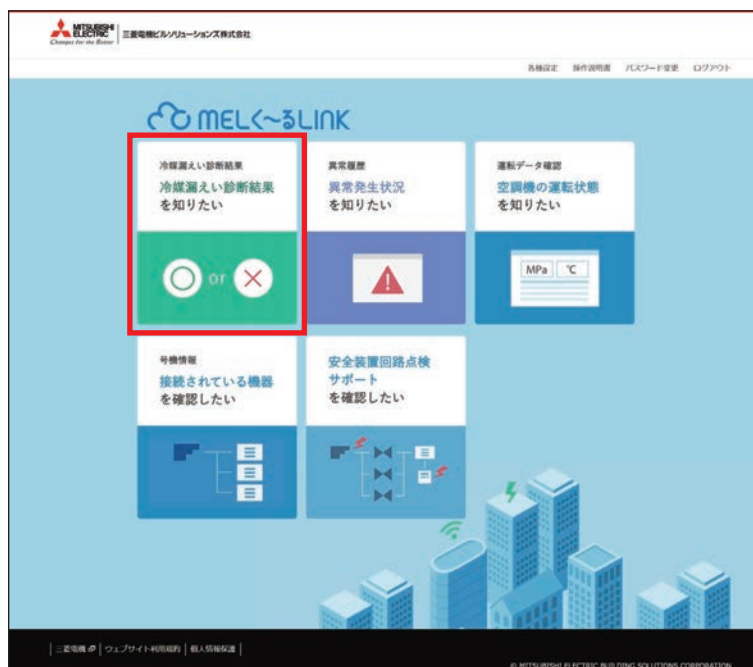 MITSUBISHI
ELECTRIC
Changes for the Better
三菱電機ビルソリューションズ株式会社
各種設定 操作説明書 パスワード変更 ログアウト
MELく～るLINK
冷媒漏えい診断結果
冷媒漏えい診断結果
を知りたい
or
異常履歴
異常発生状況
を知りたい
運転データ確認
空調機の運転状態
を知りたい
MPa ℃
号機情報
接続されている機器
を確認したい
安全装置回路点検
サポート
を確認したい
三菱電機 ウェブサイト利用規約 個人情報保護
© MITSUBISHI ELECTRIC BUILDING SOLUTIONS CORPORATION